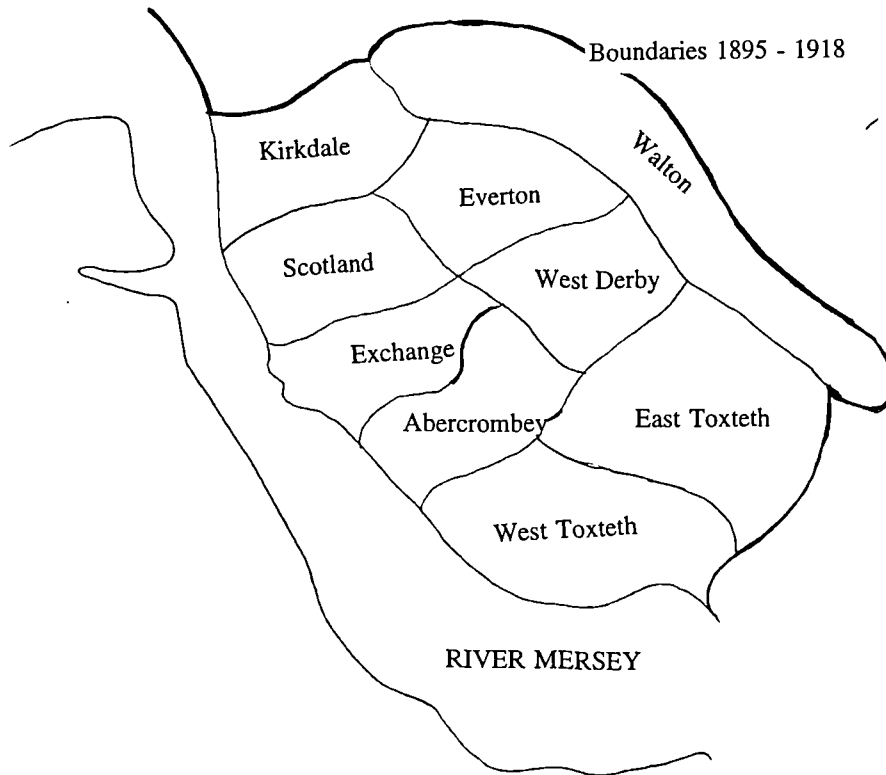 Boundaries 1895 - 1918
Kirkdale
Walton
Everton
Scotland
West Derby
Exchange
Abercrombey
East Toxteth
West Toxteth
RIVER MERSEY